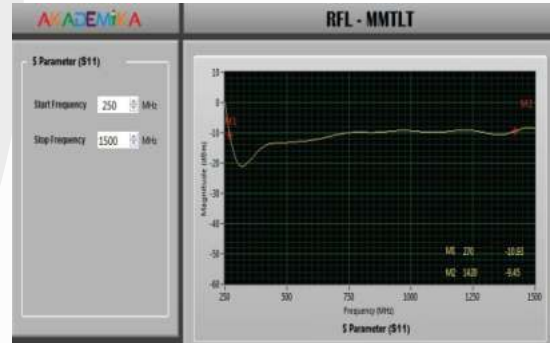 AKADEMIKA
RFL - MMTLT
S Parameter (S11)
Start Frequency 250 MHz
Stop Frequency 1500 MHz
10
0
-10
-20
-30
-40
-50
-60
Magnitude (dBm)
M1
M2
M1 270 -10.93
M2 1420 -9.45
250 500 750 1000 1250 1500
Frequency (MHz)
S Parameter (S11)